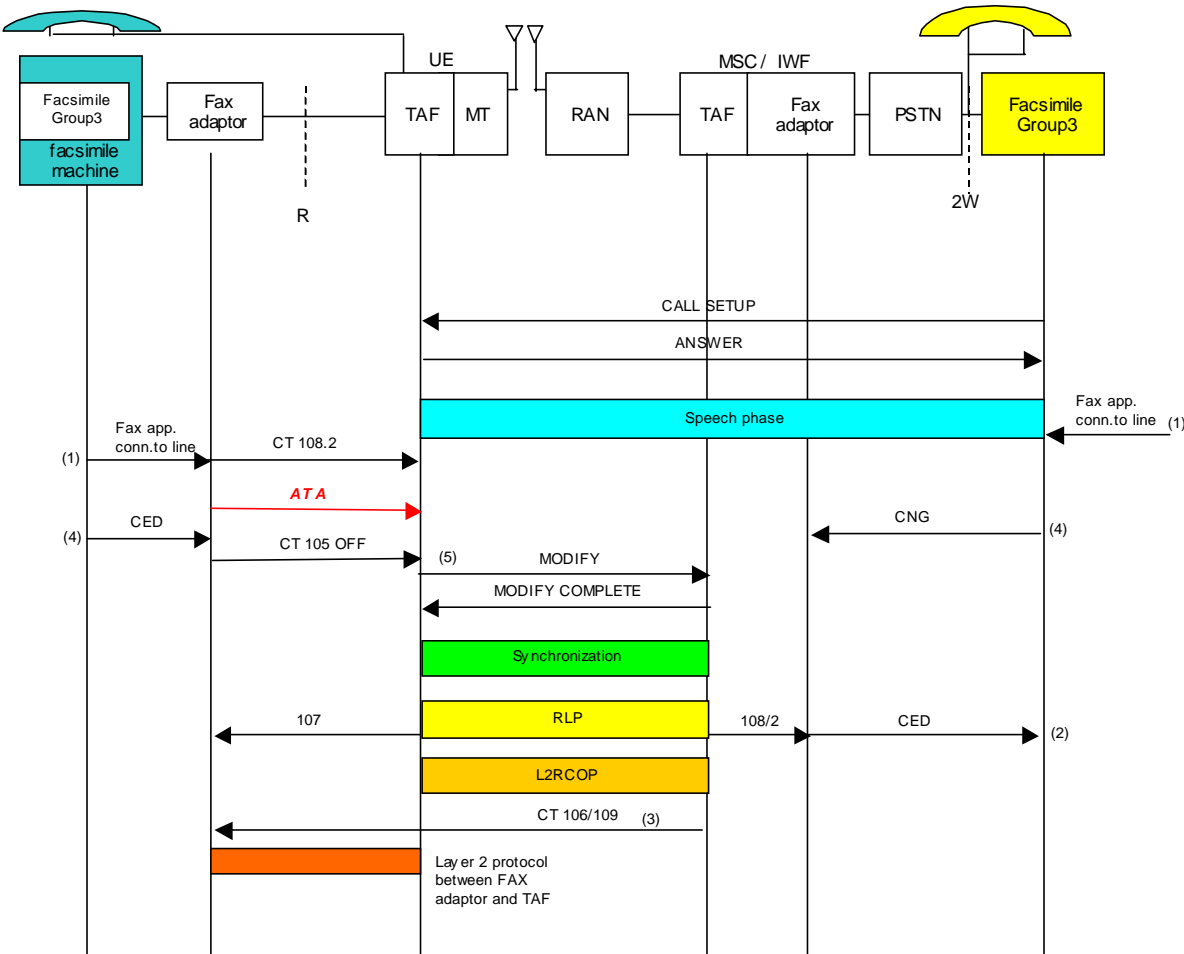 UE
MSC / IWF
Facsimile
Group3
facsimile
machine
Fax
adaptor
TAF
MT
RAN
TAF
Fax
adaptor
PSTN
Facsimile
Group3
R
2W
CALL SETUP
ANSWER
Speech phase
Fax app.
conn.to line
(1)
Fax app.
conn.to line
(1)
CT 108.2
ATA
(4)
CED
CNG
(4)
CT 105 OFF
(5)
MODIFY
MODIFY COMPLETE
Synchronization
107
RLP
108/2
CED
(2)
L2RCOP
CT 106/109
(3)
Layer 2 protocol
between FAX
adaptor and TAF